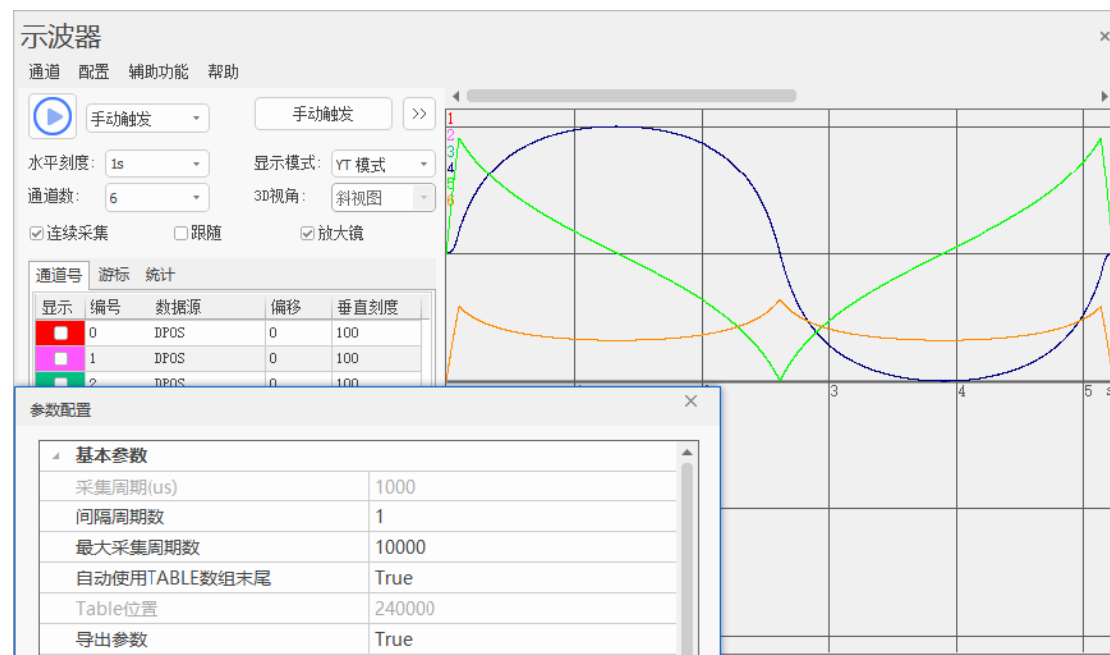 示波器
×
通道 配置 辅助功能 帮助
手动触发 手动触发 >>
水平刻度: 1s 显示模式: YT 模式
通道数: 6 3D视角: 斜视图
连续采集 跟随 放大镜
通道号 游标 统计
显示 编号 数据源 偏移 垂直刻度
0 DPOS 0 100
1 DPOS 0 100
2 DPOS 0 100
1
2
3
4
5
6
3 4 5 s
参数配置 ×
基本参数
采集周期(us) 1000
间隔周期数 1
最大采集周期数 10000
自动使用TABLE数组末尾 True
Table位置 240000
导出参数 True